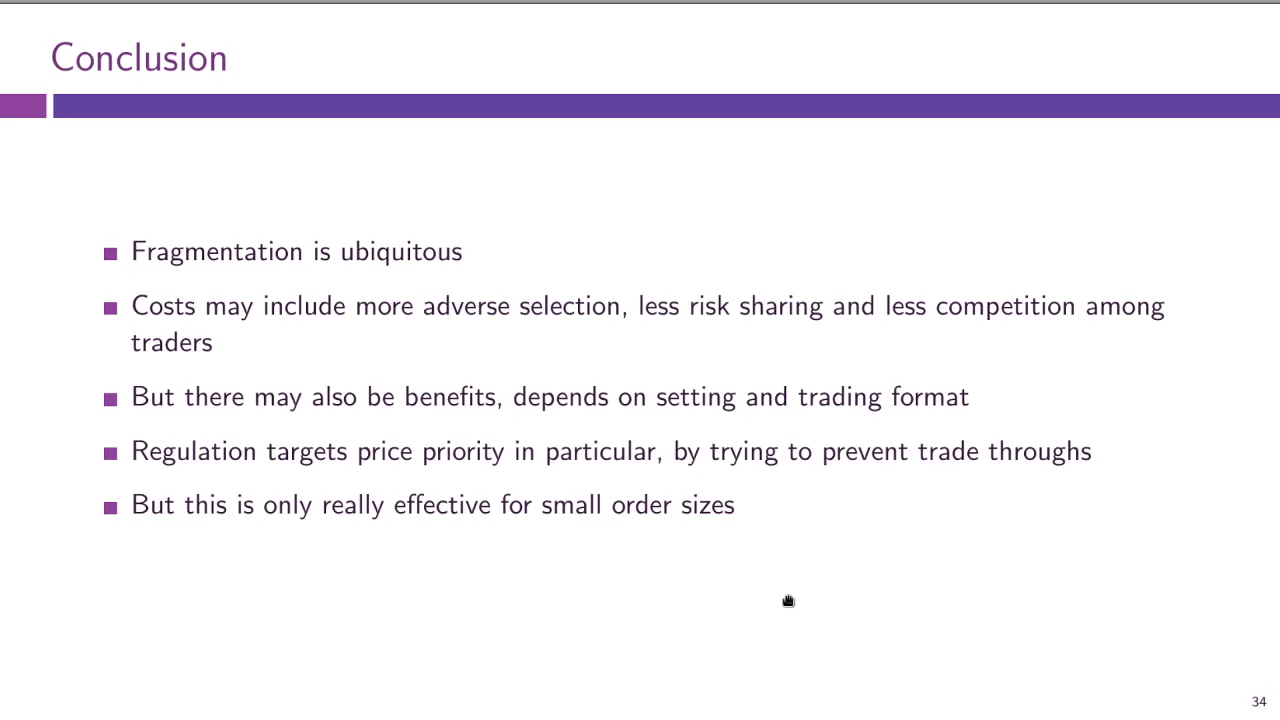 Conclusion
Fragmentation is ubiquitous
Costs may include more adverse selection, less risk sharing and less competition among
traders
But there may also be benefits, depends on setting and trading format
Regulation targets price priority in particular, by trying to prevent trade throughs
But this is only really effective for small order sizes
34